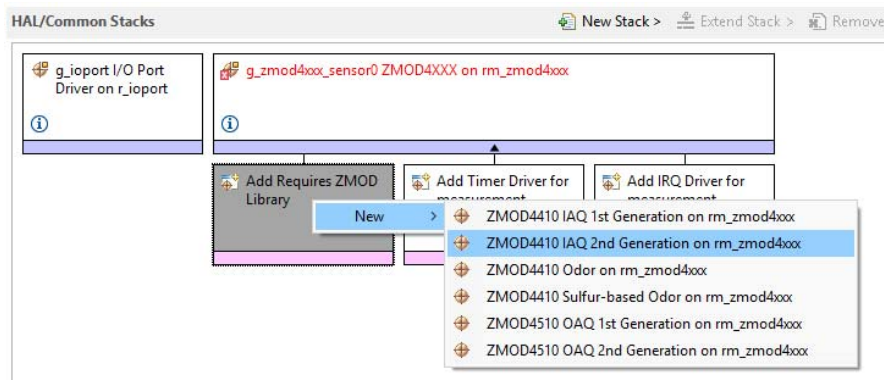 HAL/Common Stacks
New Stack >
Extend Stack >
Remove
g_ioport I/O Port
Driver on r_ioport
g_zmod4xxx_sensor0 ZMOD4XXX on rm_zmod4xxx
Add Requires ZMOD
Library
Add Timer Driver for
measurement
Add IRQ Driver for
measurement
New >
ZMOD4410 IAQ 1st Generation on rm_zmod4xxx
ZMOD4410 IAQ 2nd Generation on rm_zmod4xxx
ZMOD4410 Odor on rm_zmod4xxx
ZMOD4410 Sulfur-based Odor on rm_zmod4xxx
ZMOD4510 OAQ 1st Generation on rm_zmod4xxx
ZMOD4510 OAQ 2nd Generation on rm_zmod4xxx